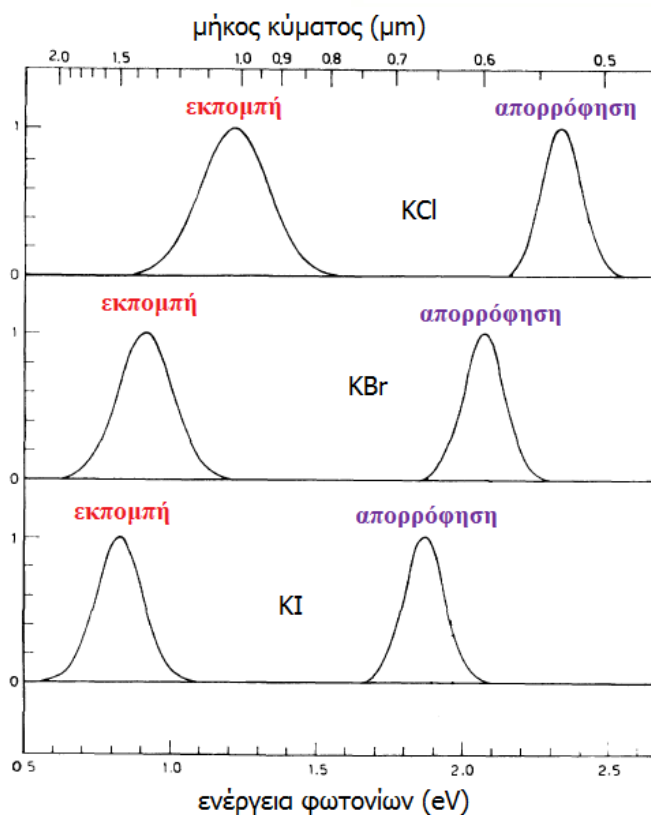 μήκος κύματος (μm)
2.0 1.5 1.0 0,9 0.8 0.7 0.6 0.5
εκπομπή απορρόφηση
1
KCl
0
εκπομπή απορρόφηση
1
KBr
0
εκπομπή απορρόφηση
1
KI
0
0 5 1.0 1.5 2.0 2.5
ενέργεια φωτονίων (eV)